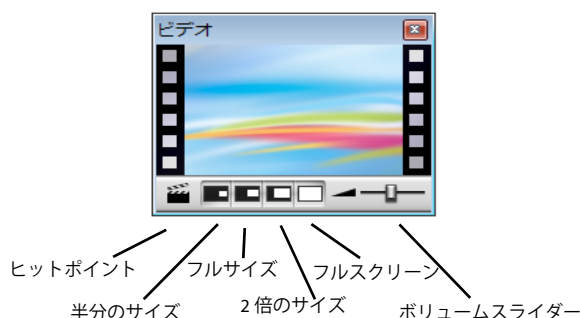 ビデオ
ヒットポイント
フルサイズ
フルスクリーン
半分のサイズ
2 倍のサイズ
ボリュームスライダー